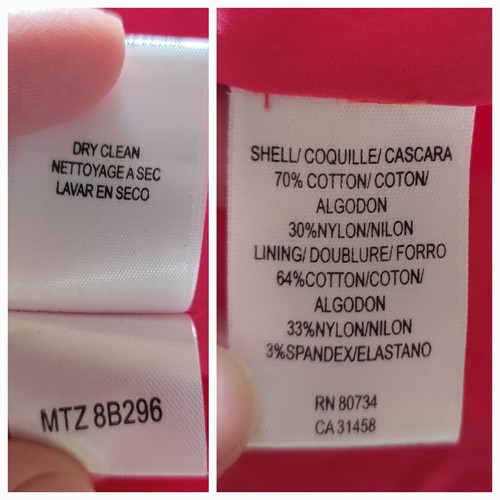 DRY CLEAN
NETTOYAGE A SEC
LAVAR EN SECO
MTZ 8B296
SHELL/ COQUILLE/ CASCARA
70% COTTON/ COTON/
ALGODON
30%NYLON/NILON
LINING/ DOUBLURE/ FORRO
64%COTTON/COTON/
ALGODON
33%NYLON/NILON
3%SPANDEX/ELASTANO
RN 80734
CA 31458